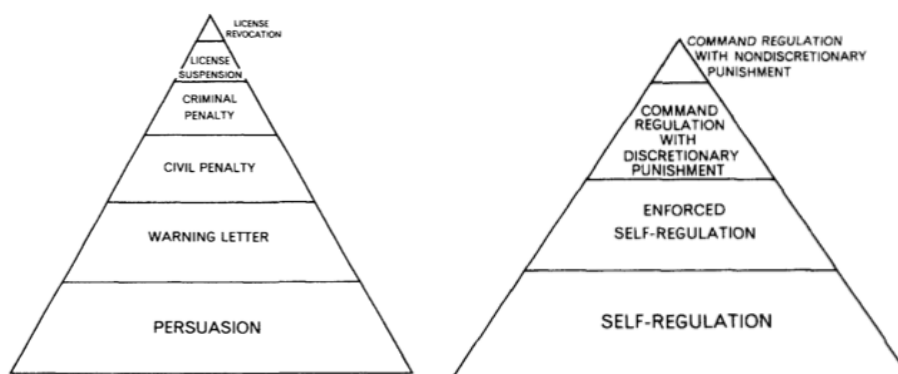 LICENSE
REVOCATION
LICENSE
SUSPENSION
CRIMINAL
PENALTY
CIVIL PENALTY
WARNING LETTER
PERSUASION
COMMAND REGULATION
WITH NONDISCRETIONARY
PUNISHMENT
COMMAND
REGULATION
WITH
DISCRETIONARY
PUNISHMENT
ENFORCED
SELF-REGULATION
SELF-REGULATION